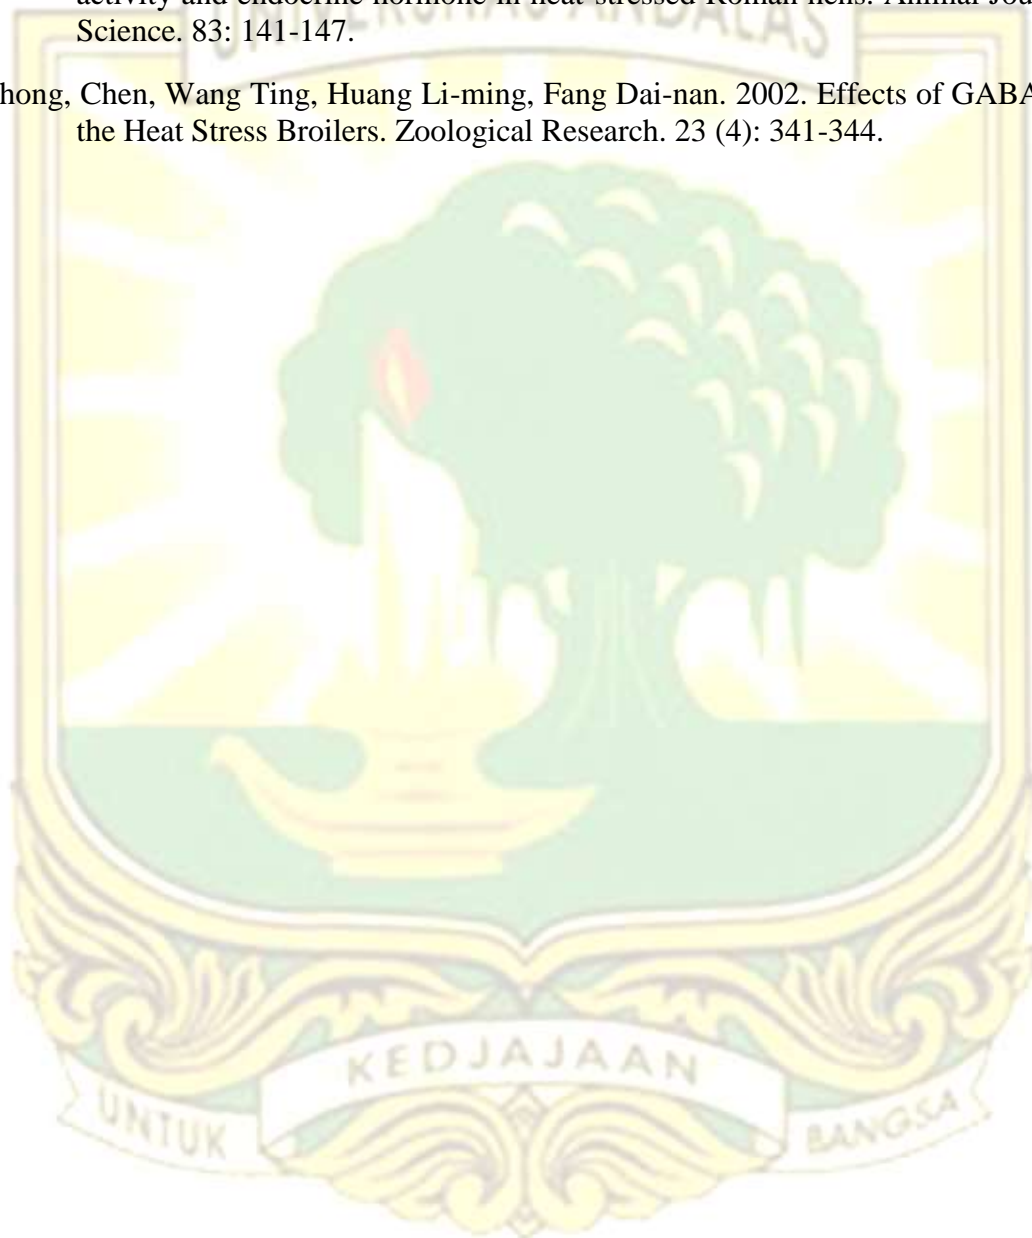 activity and endocrine hormone in heat-stressed Roman hens. Animal Jou
Science. 83: 141-147.
hong, Chen, Wang Ting, Huang Li-ming, Fang Dai-nan. 2002. Effects of GABA
the Heat Stress Broilers. Zoological Research. 23 (4): 341-344.
KEDJAJAAN
UNTUK
BANGSA